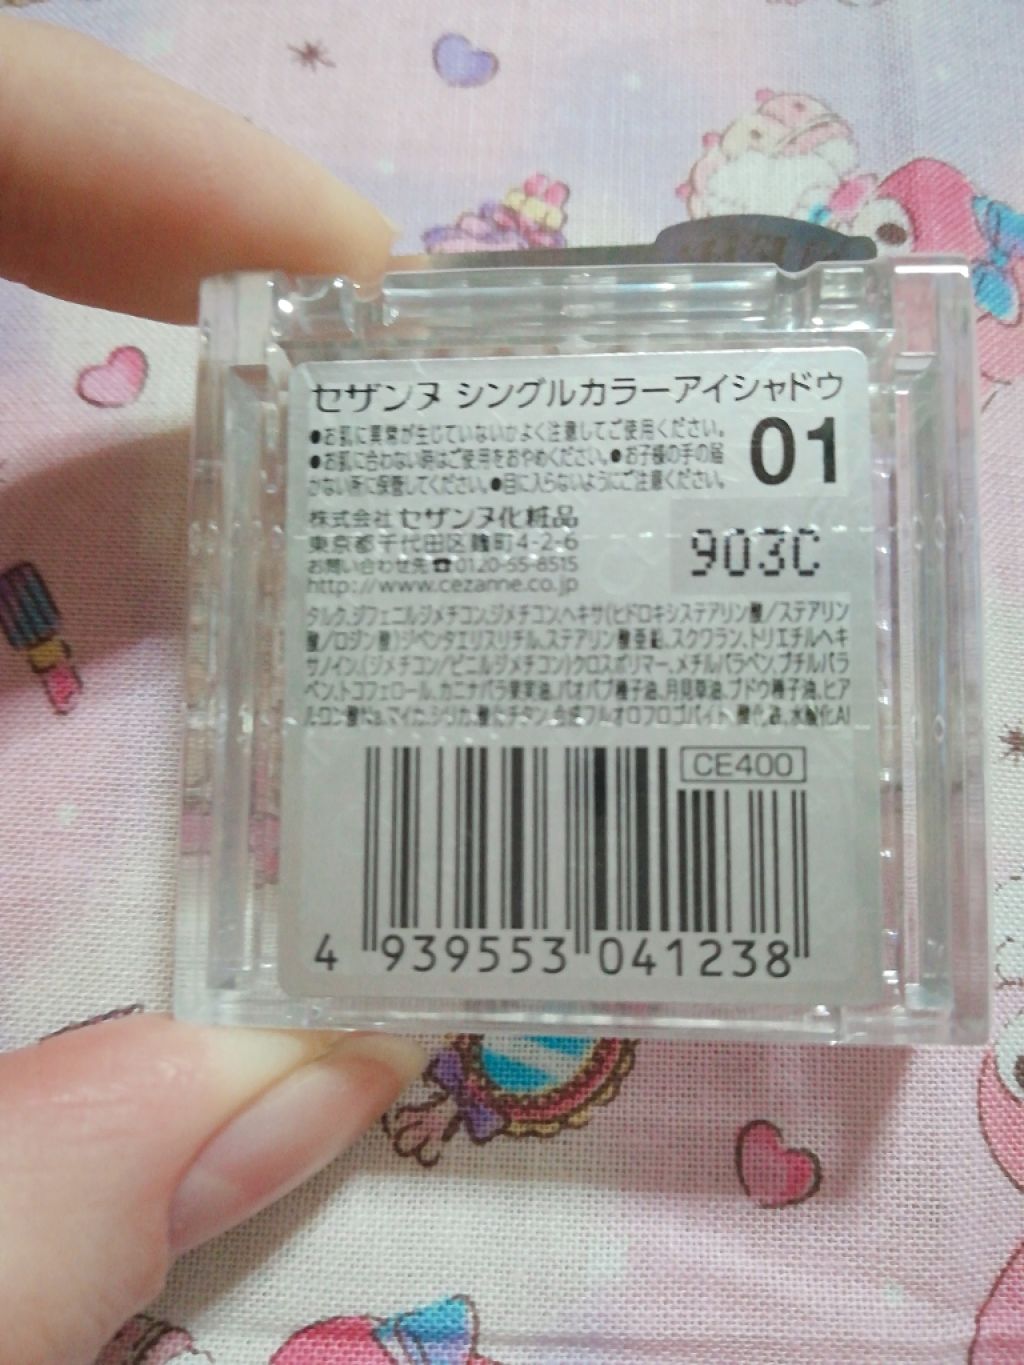 セザンヌ シングルカラーアイシャドウ
●お肌に異常が生じていないかよく注意してご使用ください。
●お肌に合わない時はご使用をおやめください。●お子様の手の届
かない所に保管してください。●目に入らないようにご注意ください。
01
株式会社 セザンヌ化粧品
東京都千代田区麹町4-2-6
お問い合わせ先☎0120-55-8515
http://www.cezanne.co.jp
903C
タルク､ジフェニルジメチコン､ジメチコン､ヘキサ(ヒドロキシステアリン酸／ステアリン
酸／ロジン酸)ジペンタエリスリチル､ステアリン酸亜鉛､スクワラン､トリエチルヘキ
サノイン､(ジメチコン/ビニルジメチコン)クロスポリマー､メチルパラベン､ブチルパラ
ベン､トコフェロール､カニナバラ果実油､バオバブ種子油､月見草油､ブドウ種子油､ヒア
ルロン酸Na､マイカ､シリカ､酸化チタン､合成フルオロフロゴパイト､酸化鉄､水酸化Al
CE400
4 939553 041238